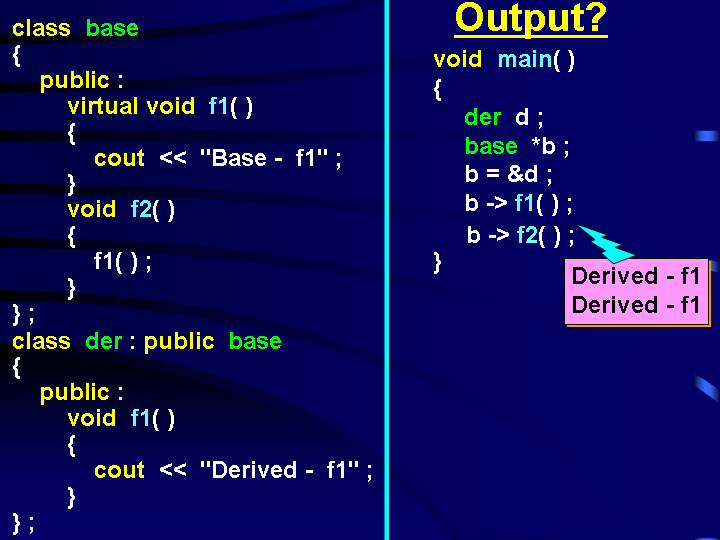 class base
{
public :
virtual void f1( )
{
cout << "Base - f1" ;
}
void f2( )
{
f1( ) ;
}
} ;
class der : public base
{
public :
void f1( )
{
cout << "Derived - f1" ;
}
} ;
Output?
void main( )
{
der d ;
base *b ;
b = &d ;
b -> f1( ) ;
b -> f2( ) ;
}
Derived - f1
Derived - f1